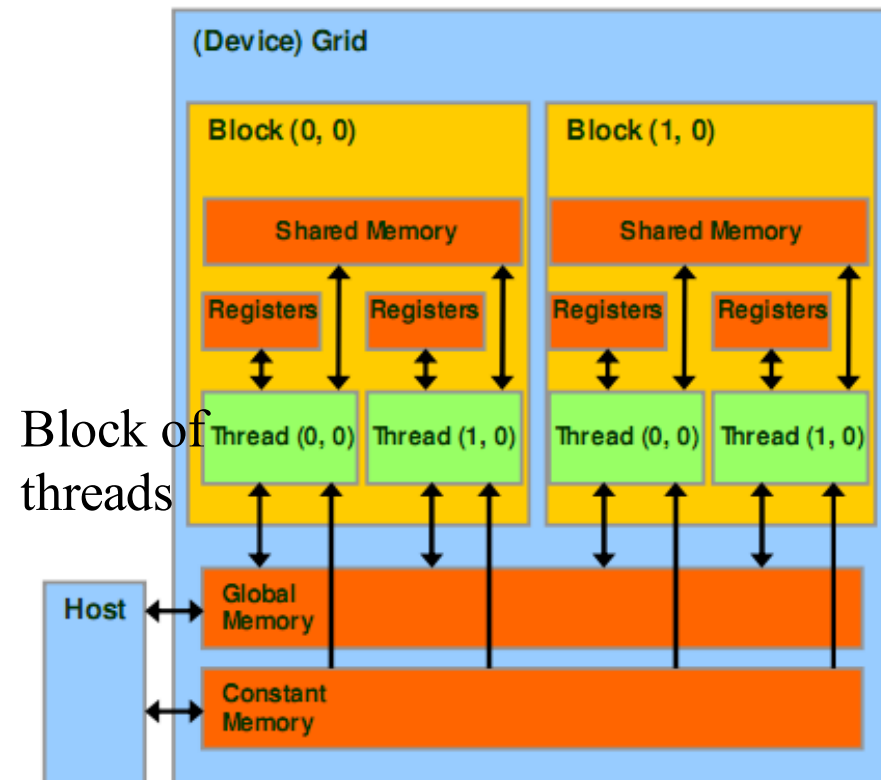 (Device) Grid
Block (0, 0)
Block (1, 0)
Shared Memory
Shared Memory
Registers
Registers
Registers
Registers
Block of
threads
Thread (0, 0)
Thread (1, 0)
Thread (0, 0)
Thread (1, 0)
Host
Global
Memory
Constant
Memory